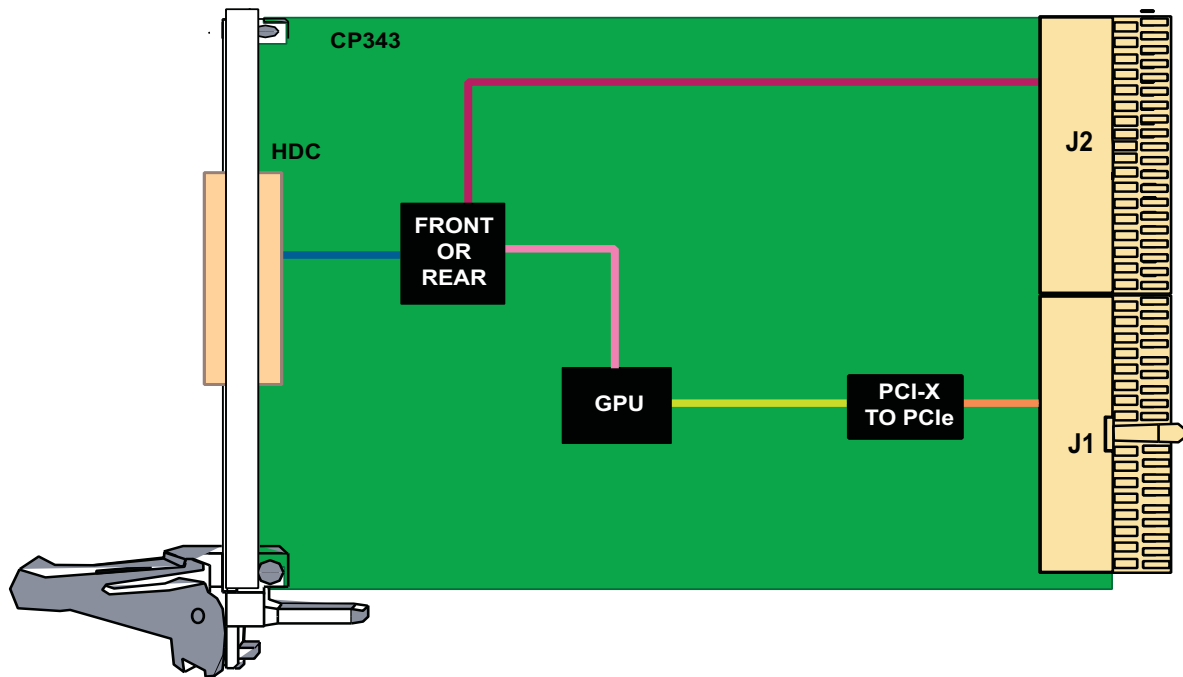 CP343
HDC
J2
FRONT
OR
REAR
GPU
PCI-X
TO PCIe
J1